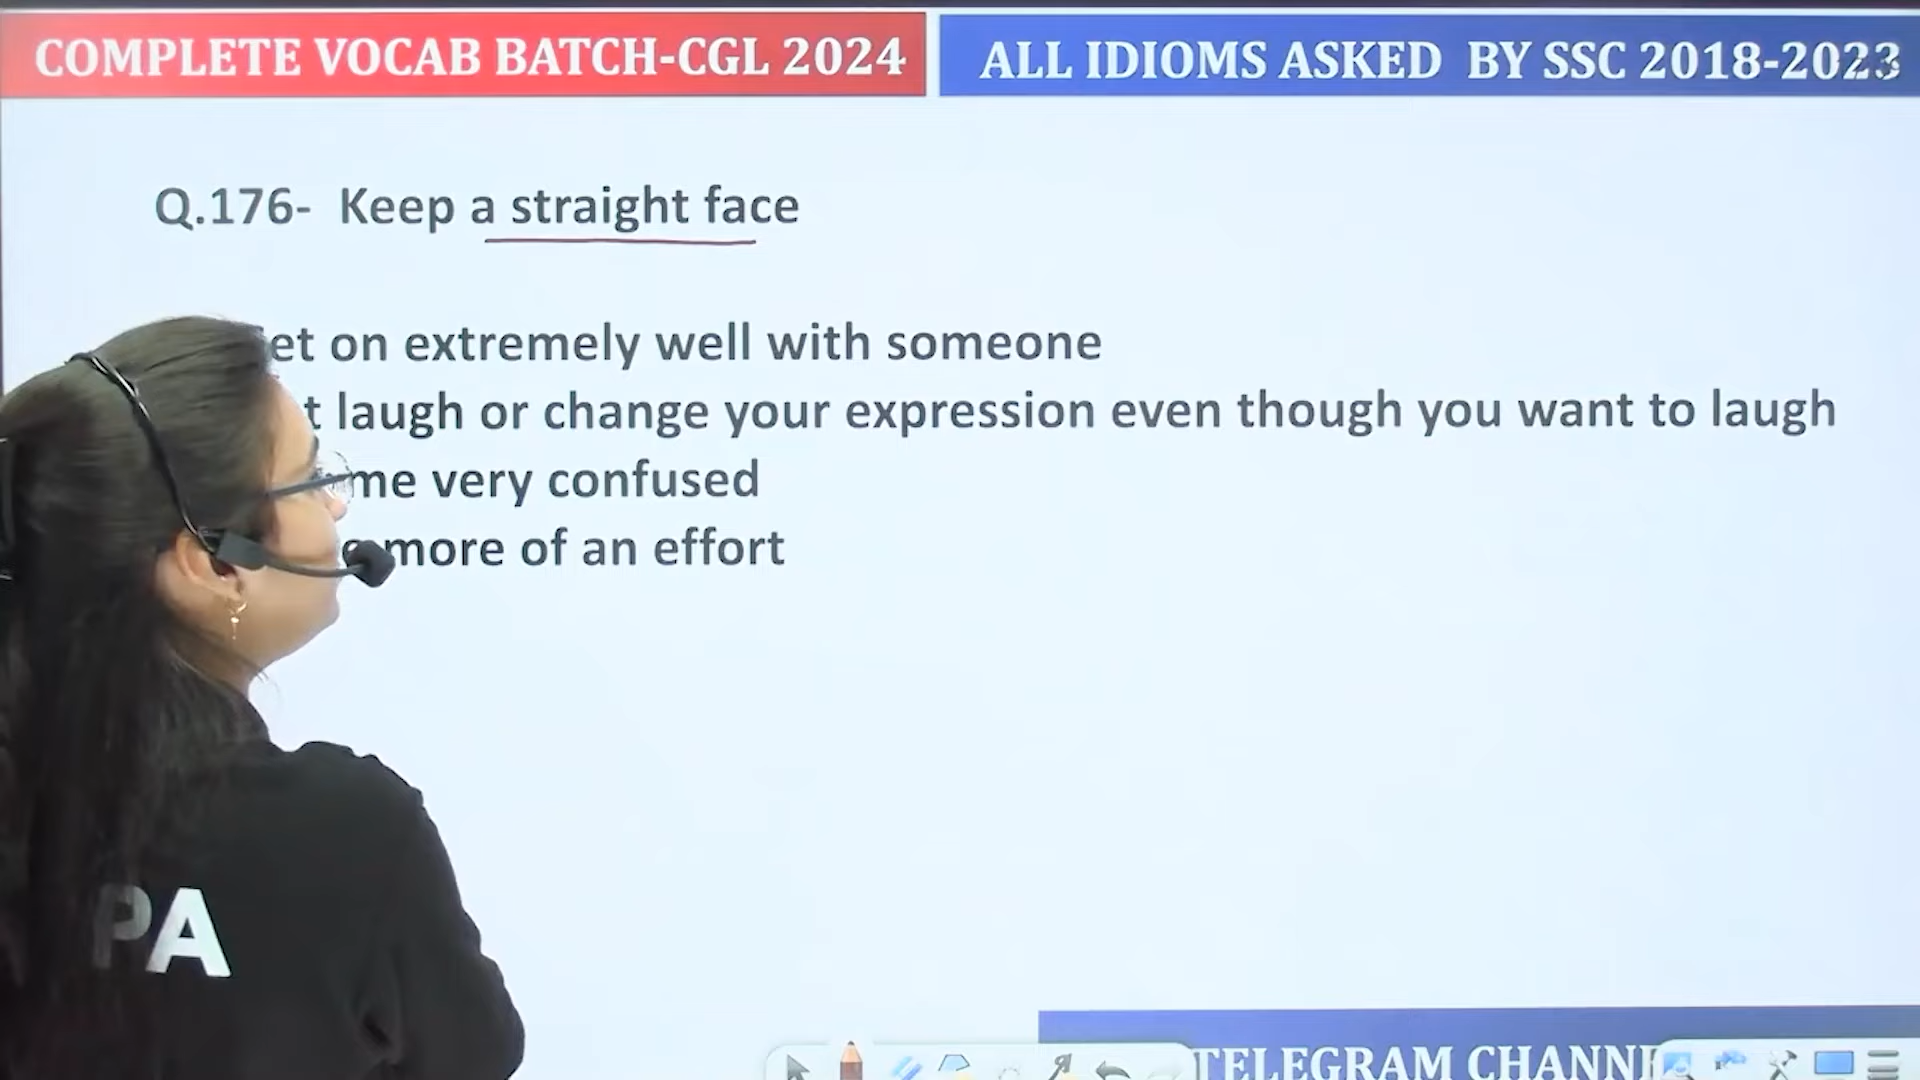 COMPLETE VOCAB BATCH-CGL 2024
ALL IDIOMS ASKED BY SSC 2018-2023
Q.176- Keep a straight face
et on extremely well with someone
t laugh or change your expression even though you want to laugh
me very confused
more of an effort
PA
TELEGRAM CHANN